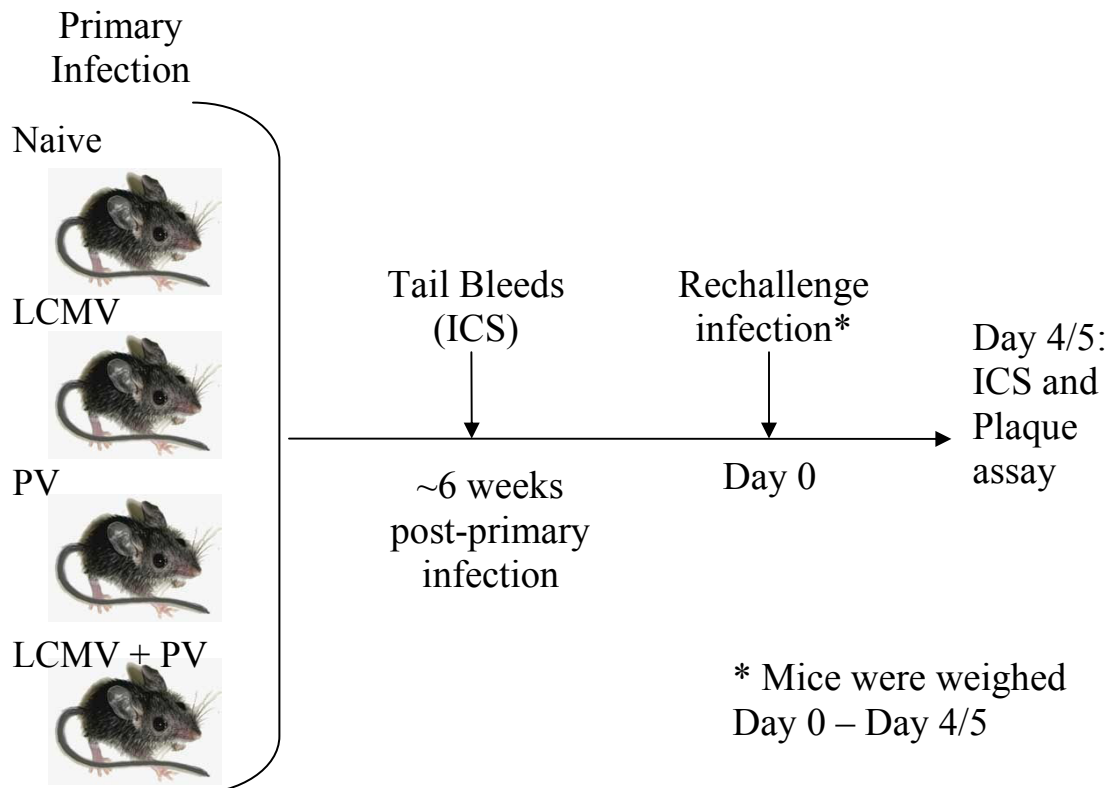 Primary
Infection
Naive
LCMV
PV
LCMV + PV
Tail Bleeds
(ICS)
~6 weeks
post-primary
infection
Rechallenge
infection*
Day 0
Day 4/5:
ICS and
Plaque
assay
* Mice were weighed
Day 0 – Day 4/5